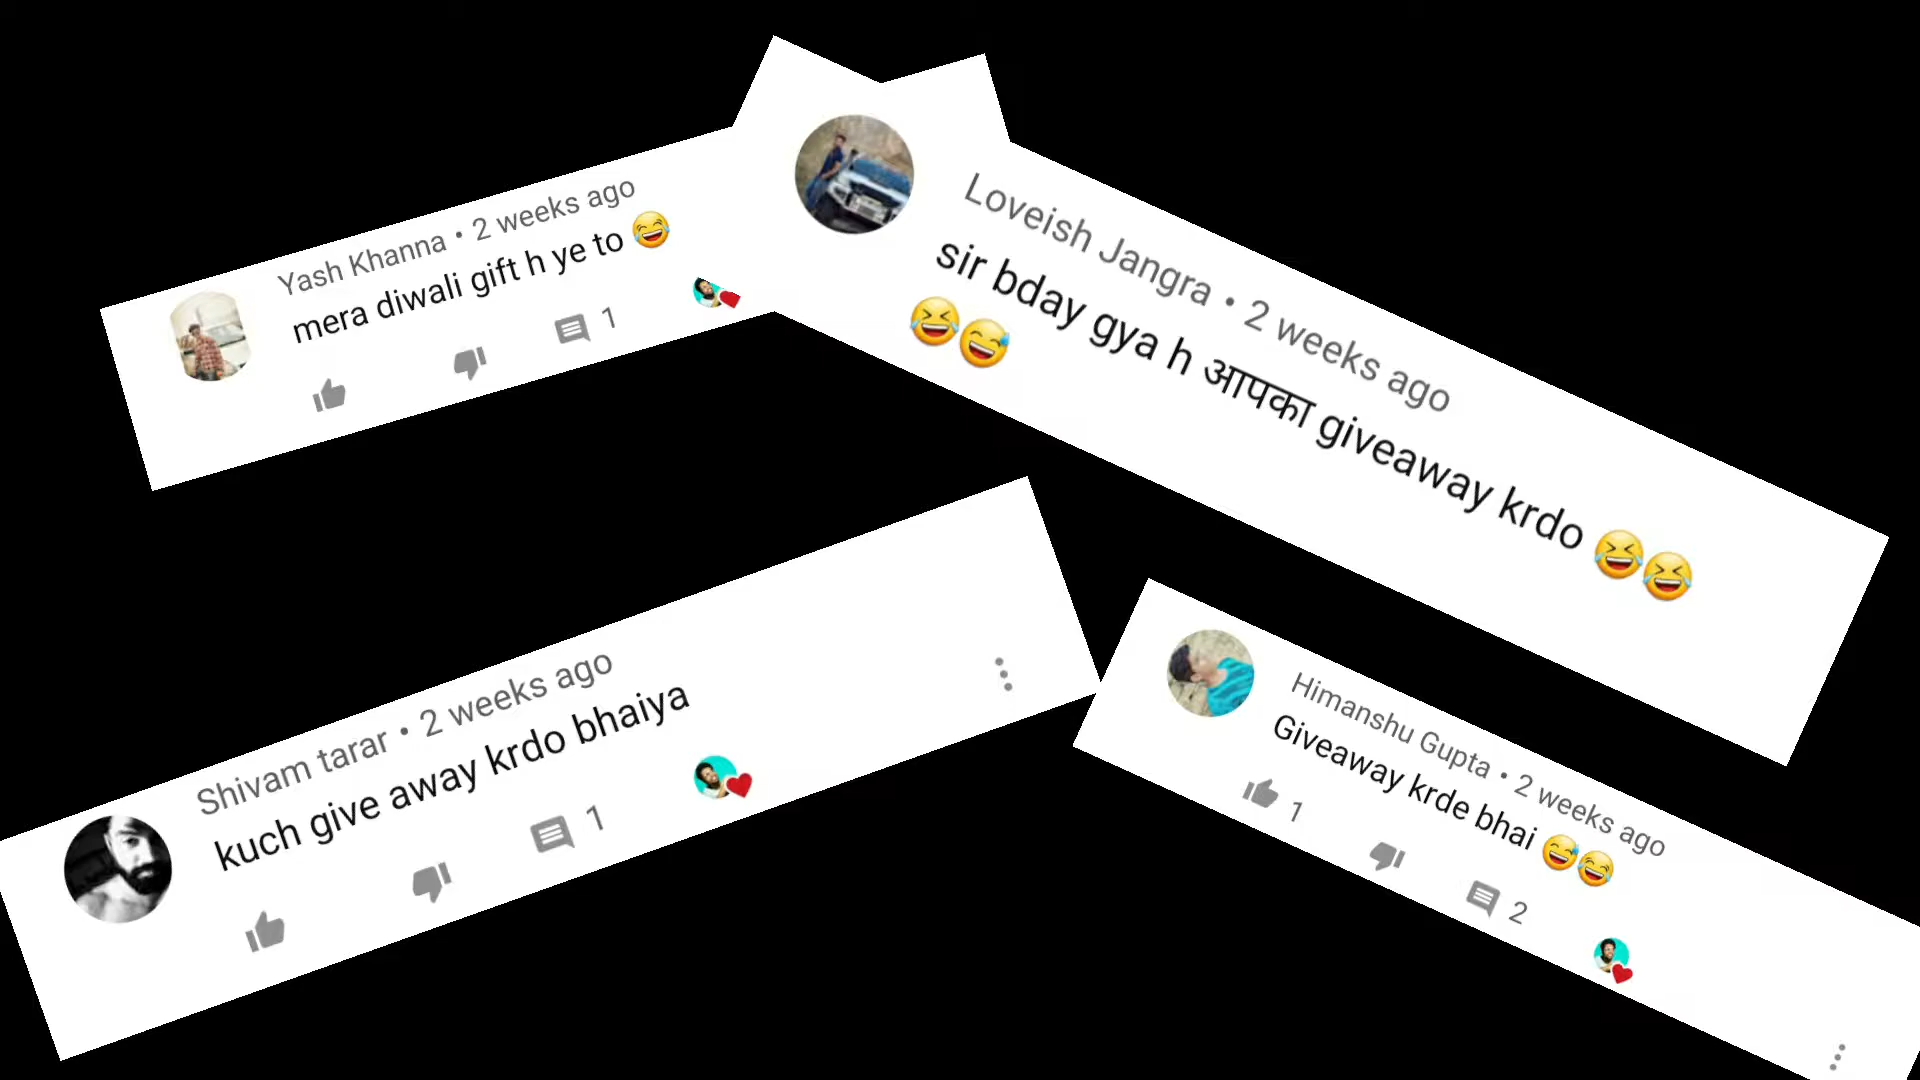 Yash Khanna • 2 weeks ago
mera diwali gift h ye to 😂
1
Loveish Jangra • 2 weeks ago
sir bday gya h आपका giveaway krdo 😆😆
😆😅
Shivam tarar • 2 weeks ago
kuch give away krdo bhaiya
1
Himanshu Gupta • 2 weeks ago
Giveaway krde bhai 😅😂
1
2